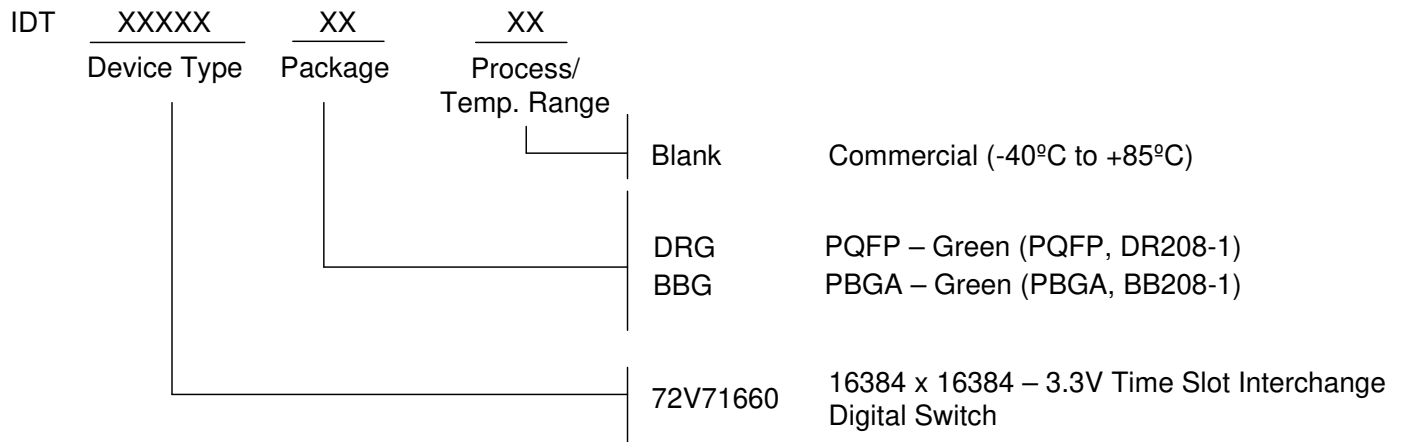 IDT XXXXX XX XX
Device Type Package Process/
Temp. Range
Blank Commercial (-40ºC to +85ºC)
DRG PQFP – Green (PQFP, DR208-1)
BBG PBGA – Green (PBGA, BB208-1)
72V71660 16384 x 16384 – 3.3V Time Slot Interchange
Digital Switch